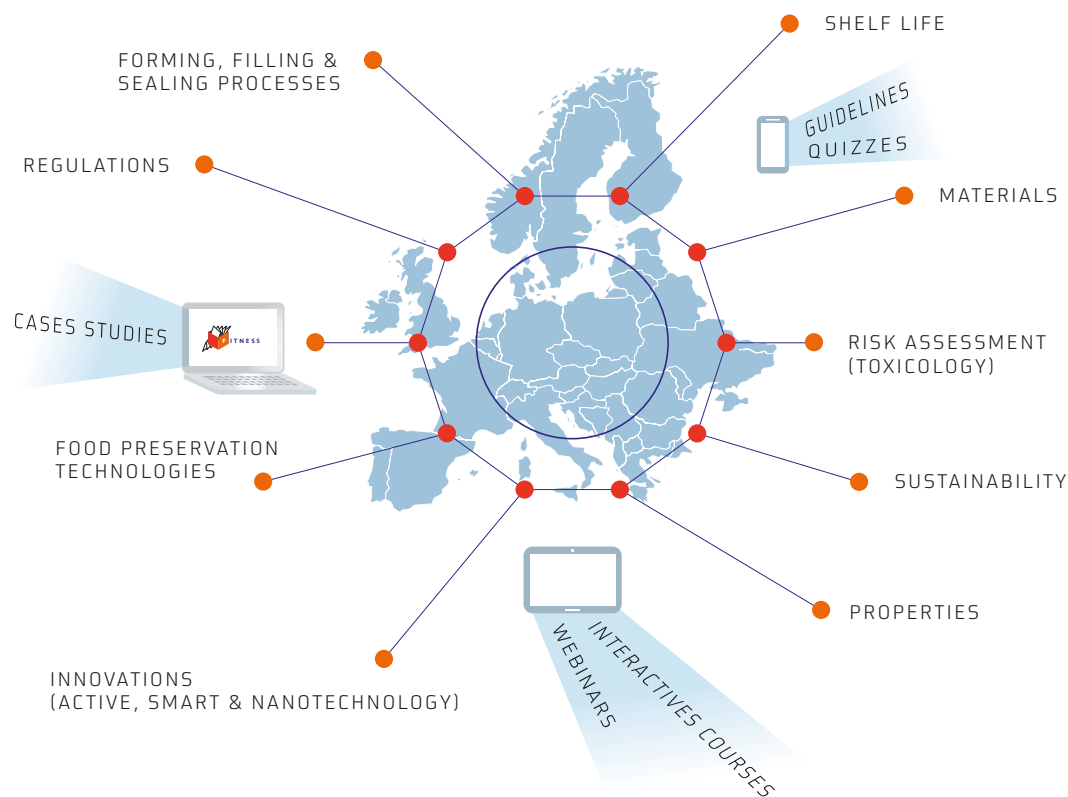 SHELF LIFE
FORMING, FILLING &
SEALING PROCESSES
GUIDELINES
QUIZZES
REGULATIONS
MATERIALS
CASES STUDIES
FITNESS
RISK ASSESSMENT
(TOXICOLOGY)
FOOD PRESERVATION
TECHNOLOGIES
SUSTAINABILITY
PROPERTIES
WEBINARS
INTERACTIVES COURSES
INNOVATIONS
(ACTIVE, SMART & NANOTECHNOLOGY)